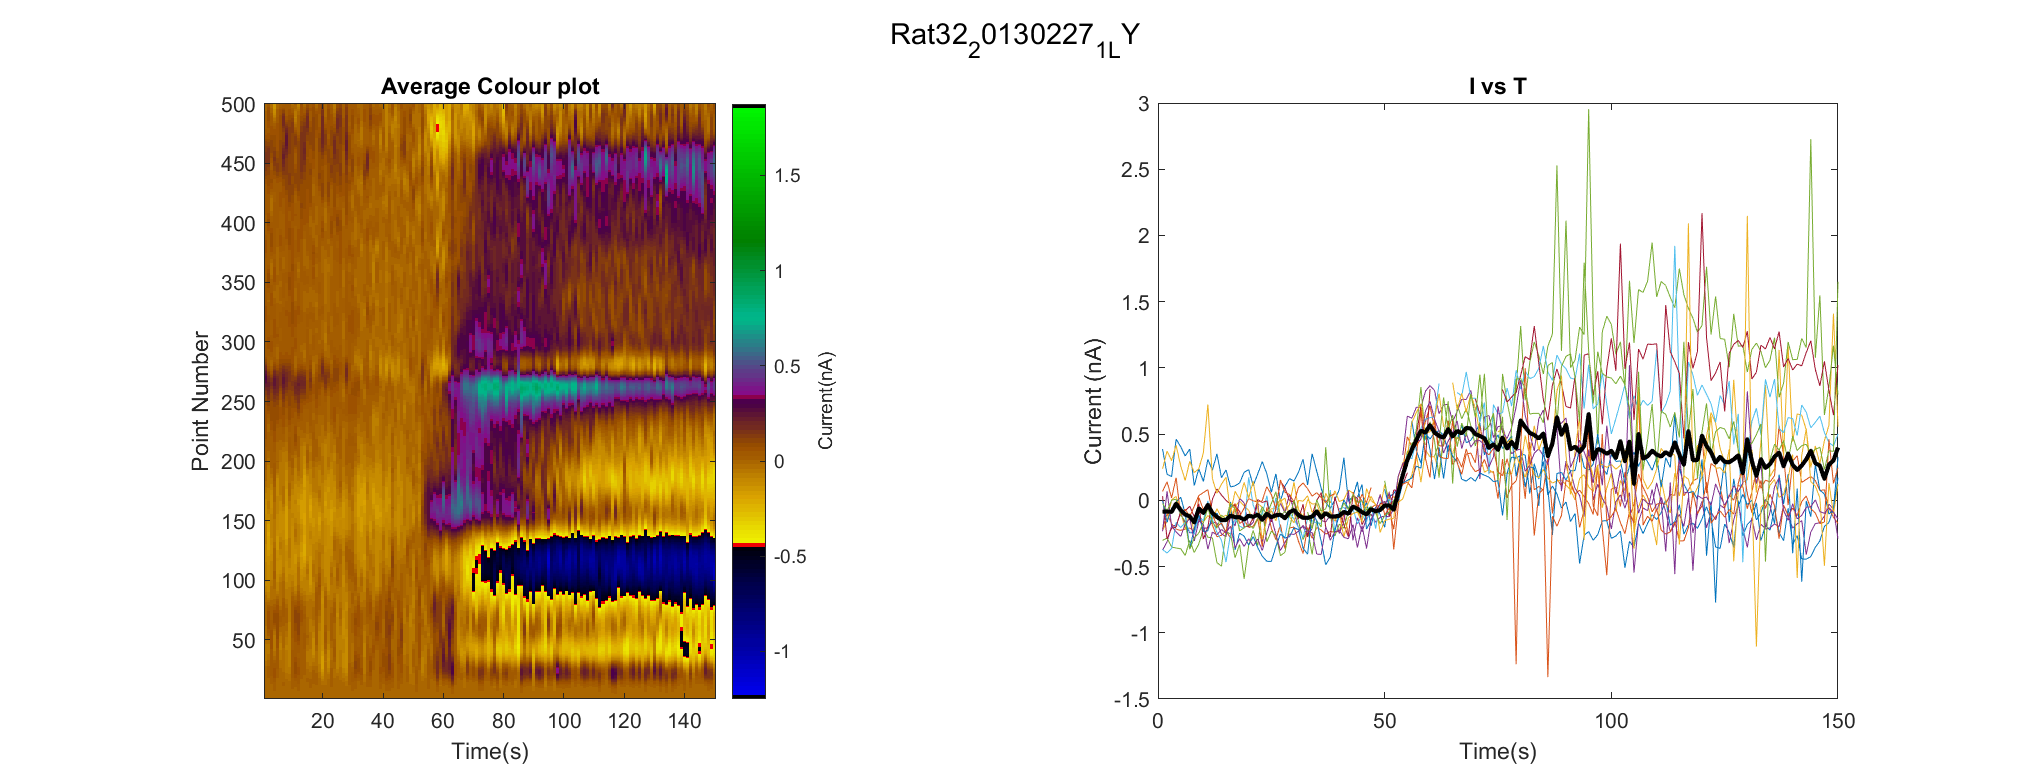 Rat32₂0130227₁LY
Average Colour plot
500
450
400
350
300
250
200
150
100
50
Point Number
20 40 60 80 100 120 140
Time(s)
1.5
1
0.5
0
-0.5
-1
Current(nA)
I vs T
3
2.5
2
1.5
1
0.5
0
-0.5
-1
-1.5
Current (nA)
0 50 100 150
Time(s)